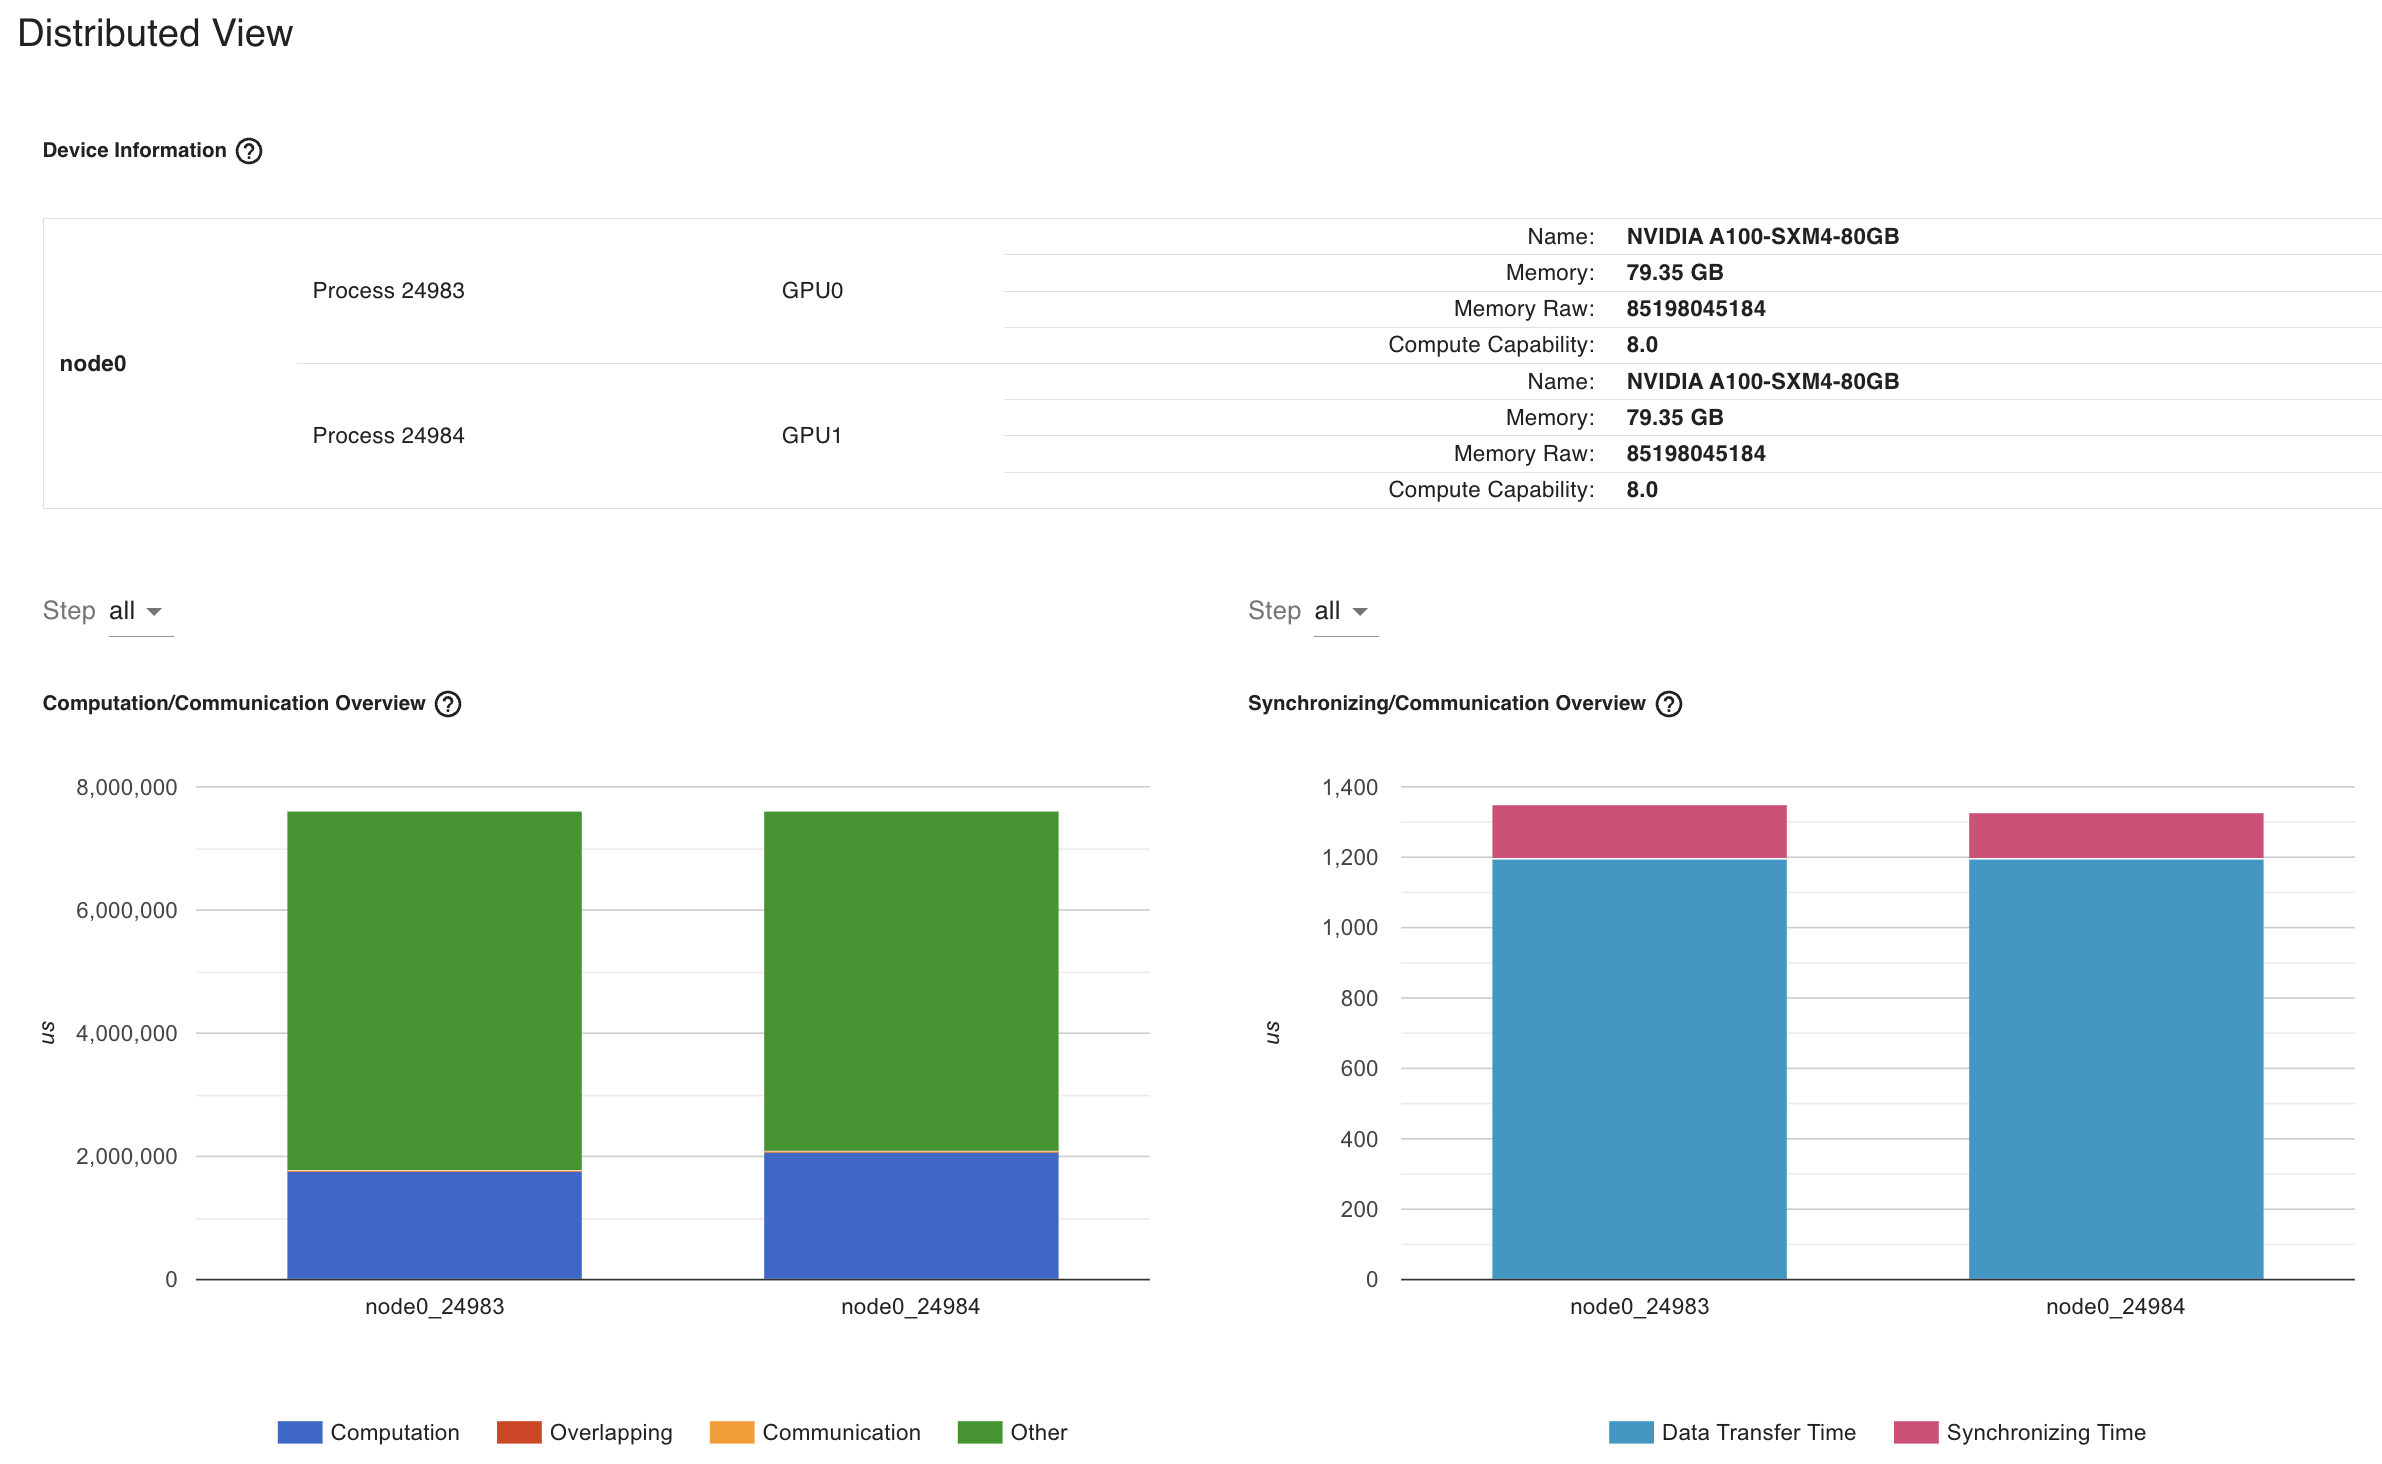 Distributed View
Device Information ?
node0
Process 24983
GPU0
Name: NVIDIA A100-SXM4-80GB
Memory: 79.35 GB
Memory Raw: 85198045184
Compute Capability: 8.0
Process 24984
GPU1
Name: NVIDIA A100-SXM4-80GB
Memory: 79.35 GB
Memory Raw: 85198045184
Compute Capability: 8.0
Step all
Computation/Communication Overview ?
us
8,000,000
6,000,000
4,000,000
2,000,000
0
node0_24983
node0_24984
Computation
Overlapping
Communication
Other
Step all
Synchronizing/Communication Overview ?
us
1,400
1,200
1,000
800
600
400
200
0
node0_24983
node0_24984
Data Transfer Time
Synchronizing Time